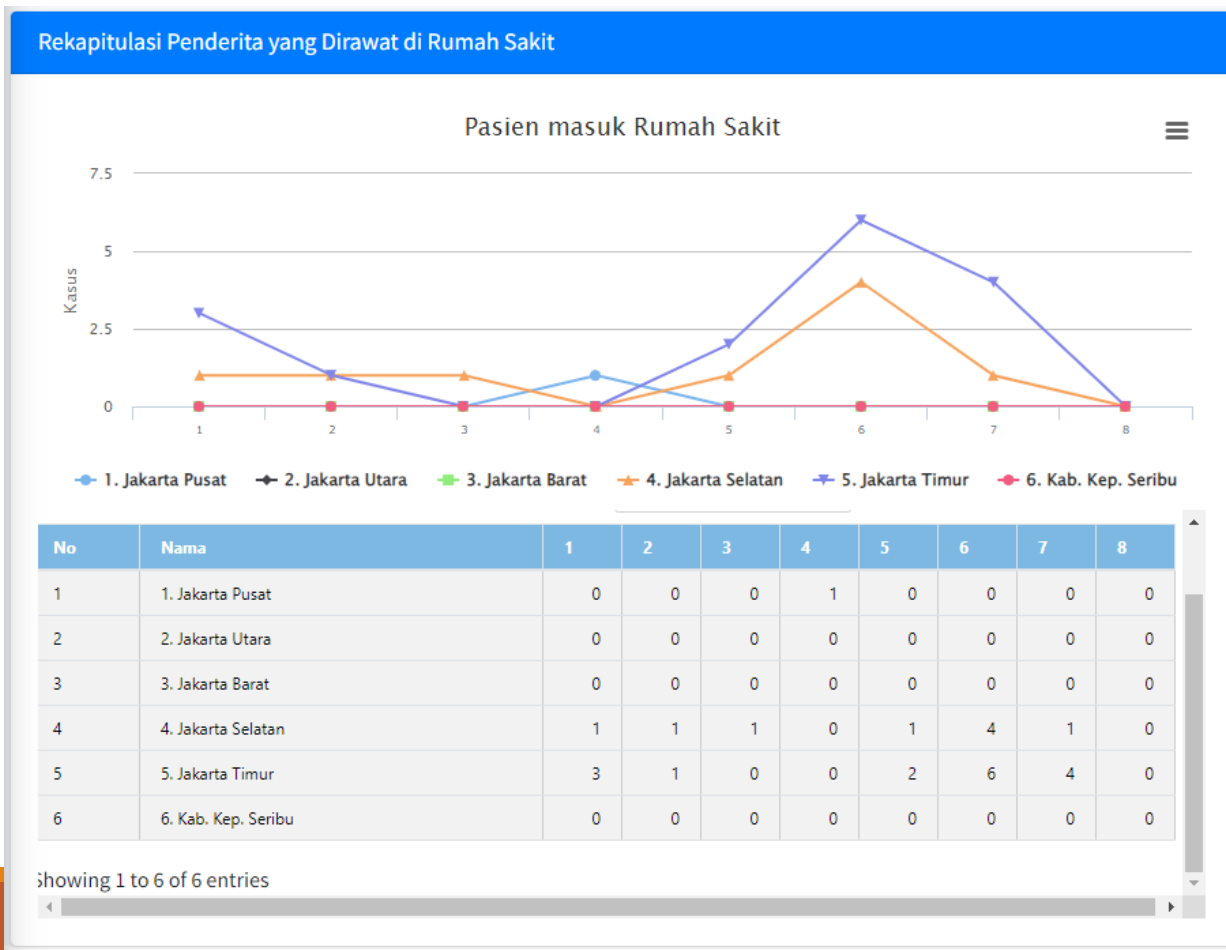 Rekapitulasi Penderita yang Dirawat di Rumah Sakit
Pasien masuk Rumah Sakit
7.5
5
2.5
0
Kasus
1 2 3 4 5 6 7 8
1. Jakarta Pusat 2. Jakarta Utara 3. Jakarta Barat 4. Jakarta Selatan 5. Jakarta Timur 6. Kab. Kep. Seribu
No Nama 1 2 3 4 5 6 7 8
1 1. Jakarta Pusat 0 0 0 1 0 0 0 0
2 2. Jakarta Utara 0 0 0 0 0 0 0 0
3 3. Jakarta Barat 0 0 0 0 0 0 0 0
4 4. Jakarta Selatan 1 1 1 0 1 4 1 0
5 5. Jakarta Timur 3 1 0 0 2 6 4 0
6 6. Kab. Kep. Seribu 0 0 0 0 0 0 0 0
Showing 1 to 6 of 6 entries